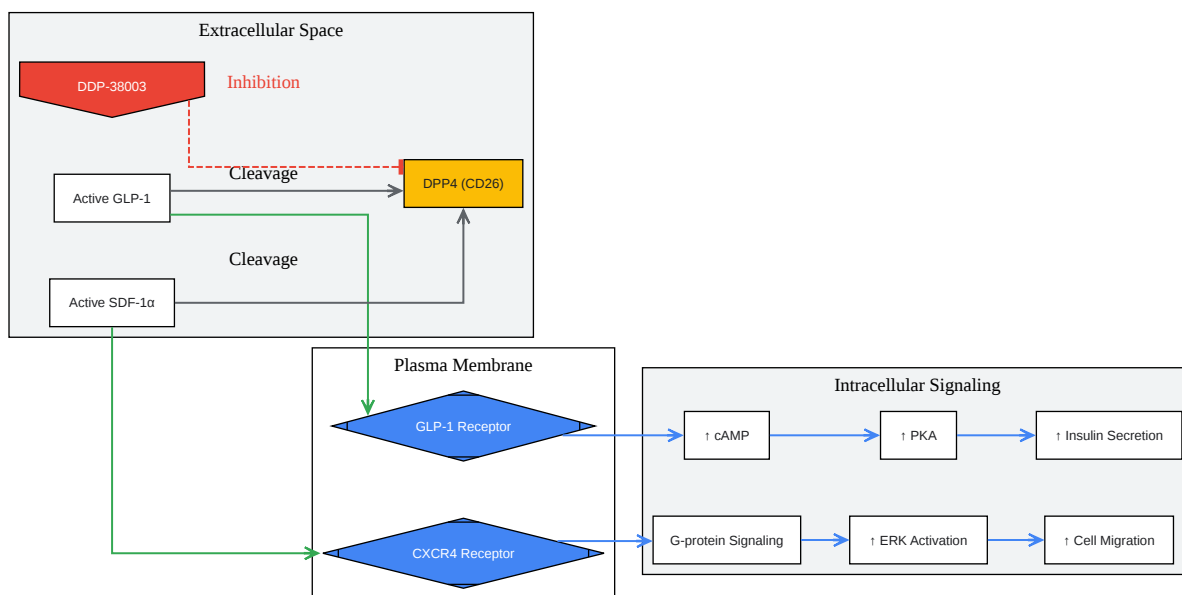 Extracellular Space
DDP-38003
Inhibition
Cleavage
Active GLP-1
DPP4 (CD26)
Cleavage
Active SDF-1α
Plasma Membrane
GLP-1 Receptor
CXCR4 Receptor
Intracellular Signaling
↑ cAMP
↑ PKA
↑ Insulin Secretion
G-protein Signaling
↑ ERK Activation
↑ Cell Migration